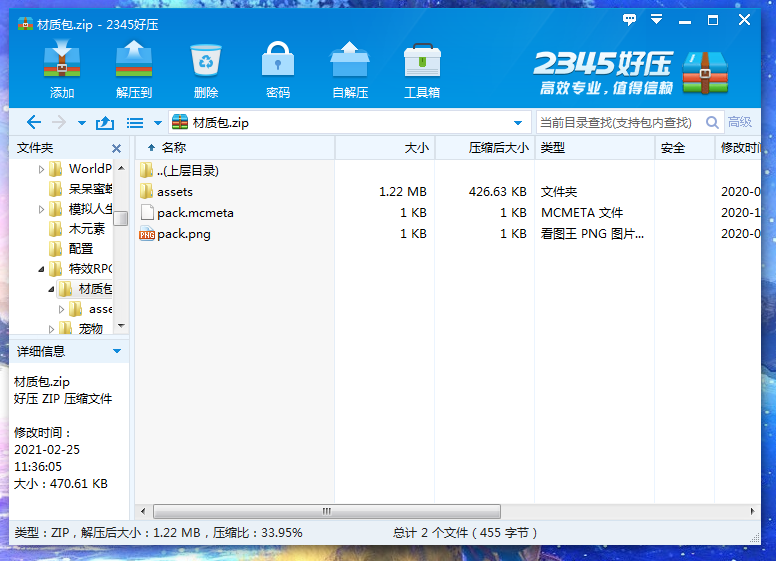 材质包.zip - 2345好压
添加
解压到
删除
密码
自解压
工具箱
2345好压
高效专业,值得信赖
材质包.zip
当前目录查找(支持包内查找)
高级
文件夹
名称
大小
压缩后大小
类型
安全
修改时间
WorldP
呆呆蜜蜂
模拟人生
木元素
配置
特效RPG
材质包
asse
宠物
..(上层目录)
assets 1.22 MB 426.63 KB 文件夹 2020-0
pack.mcmeta 1 KB 1 KB MCMETA 文件 2020-1
PNG pack.png 1 KB 1 KB 看图王 PNG 图片... 2020-0
详细信息
材质包.zip
好压 ZIP 压缩文件
修改时间：
2021-02-25
11:36:05
大小：470.61 KB
类型：ZIP，解压后大小：1.22 MB，压缩比：33.95%
总计 2 个文件（455 字节）